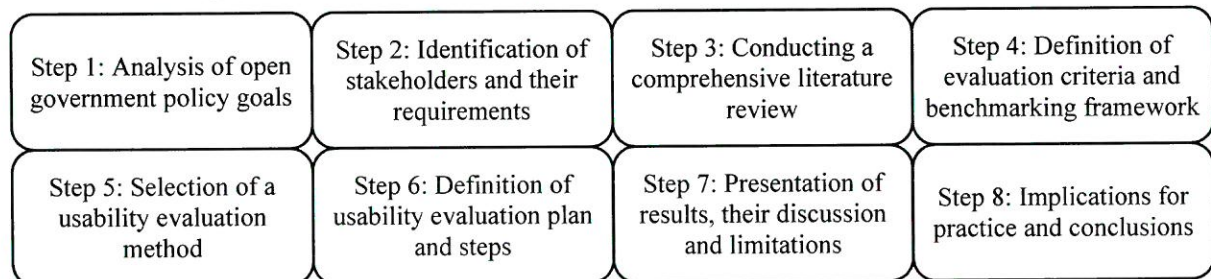 Step 1: Analysis of open
government policy goals
Step 2: Identification of
stakeholders and their
requirements
Step 3: Conducting a
comprehensive literature
review
Step 4: Definition of
evaluation criteria and
benchmarking framework
Step 5: Selection of a
usability evaluation
method
Step 6: Definition of
usability evaluation plan
and steps
Step 7: Presentation of
results, their discussion
and limitations
Step 8: Implications for
practice and conclusions